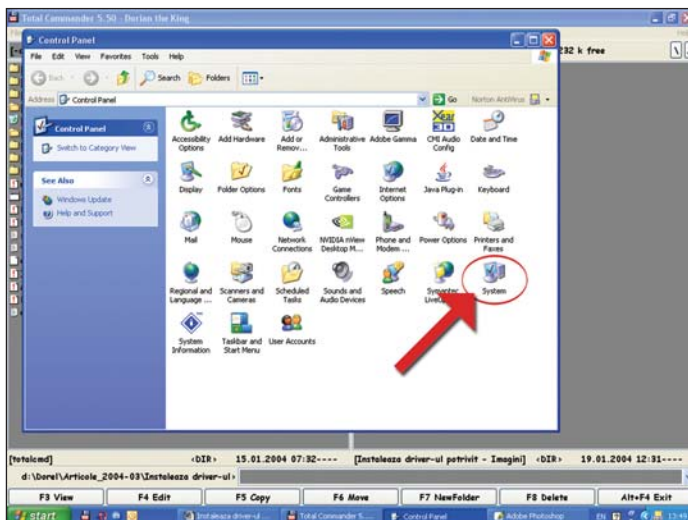 Total Commander 5.50 - Dorian the King
Control Panel
File Edit View Favorites Tools Help
232 k free
Back Search Folders
Address Control Panel Go Norton AntiVirus
Control Panel
Switch to Category View
See Also
Windows Update
Help and Support
Accessibility Options
Add Hardware
Add or Remov...
Administrative Tools
Adobe Gamma
CMI Audio Config
Date and Time
Display
Folder Options
Fonts
Game Controllers
Internet Options
Java Plug-in
Keyboard
Mail
Mouse
Network Connections
NVIDIA nView Desktop M...
Phone and Modem ...
Power Options
Printers and Faxes
Regional and Language ...
Scanners and Cameras
Scheduled Tasks
Sounds and Audio Devices
Speech
Symantec
System
System Information
Taskbar and Start Menu
User Accounts
[totalcmd] <DIR> 15.01.2004 07:32----
[Instaleaza driver-ul potrivit - Imagini] <DIR> 19.01.2004 12:31----
d:\Dorel\Articole_2004-03\Instaleaza driver-ul>
F3 View F4 Edit F5 Copy F6 Move F7 NewFolder F8 Delete Alt+F4 Exit
start Instaleaza driver-ul ... Total Commander 5.... Control Panel Adobe Photoshop EN 13:49